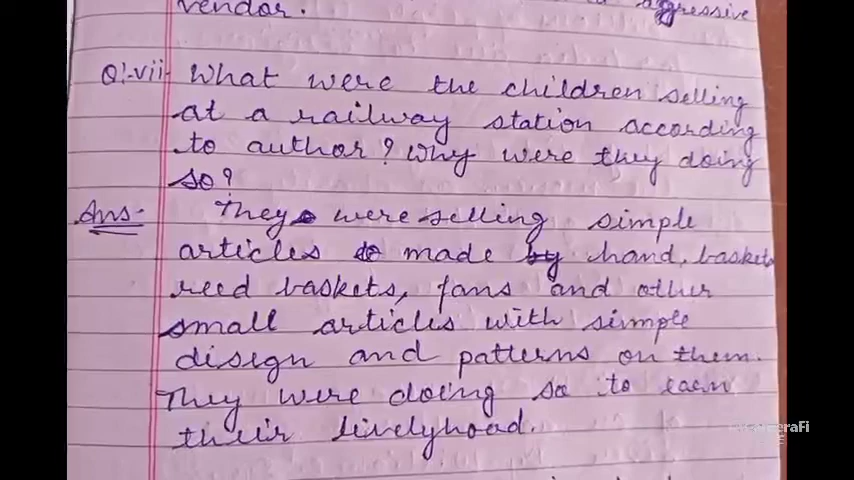 vendor.
aggressive
Q:-vii- What were the children selling
at a railway station according
to author? Why were they doing
so?
Ans:- They were selling simple
articles made by hand, baskets
reed baskets, fans and other
small articles with simple
disign and patterns on them.
They were doing so to earn
their livelyhood.